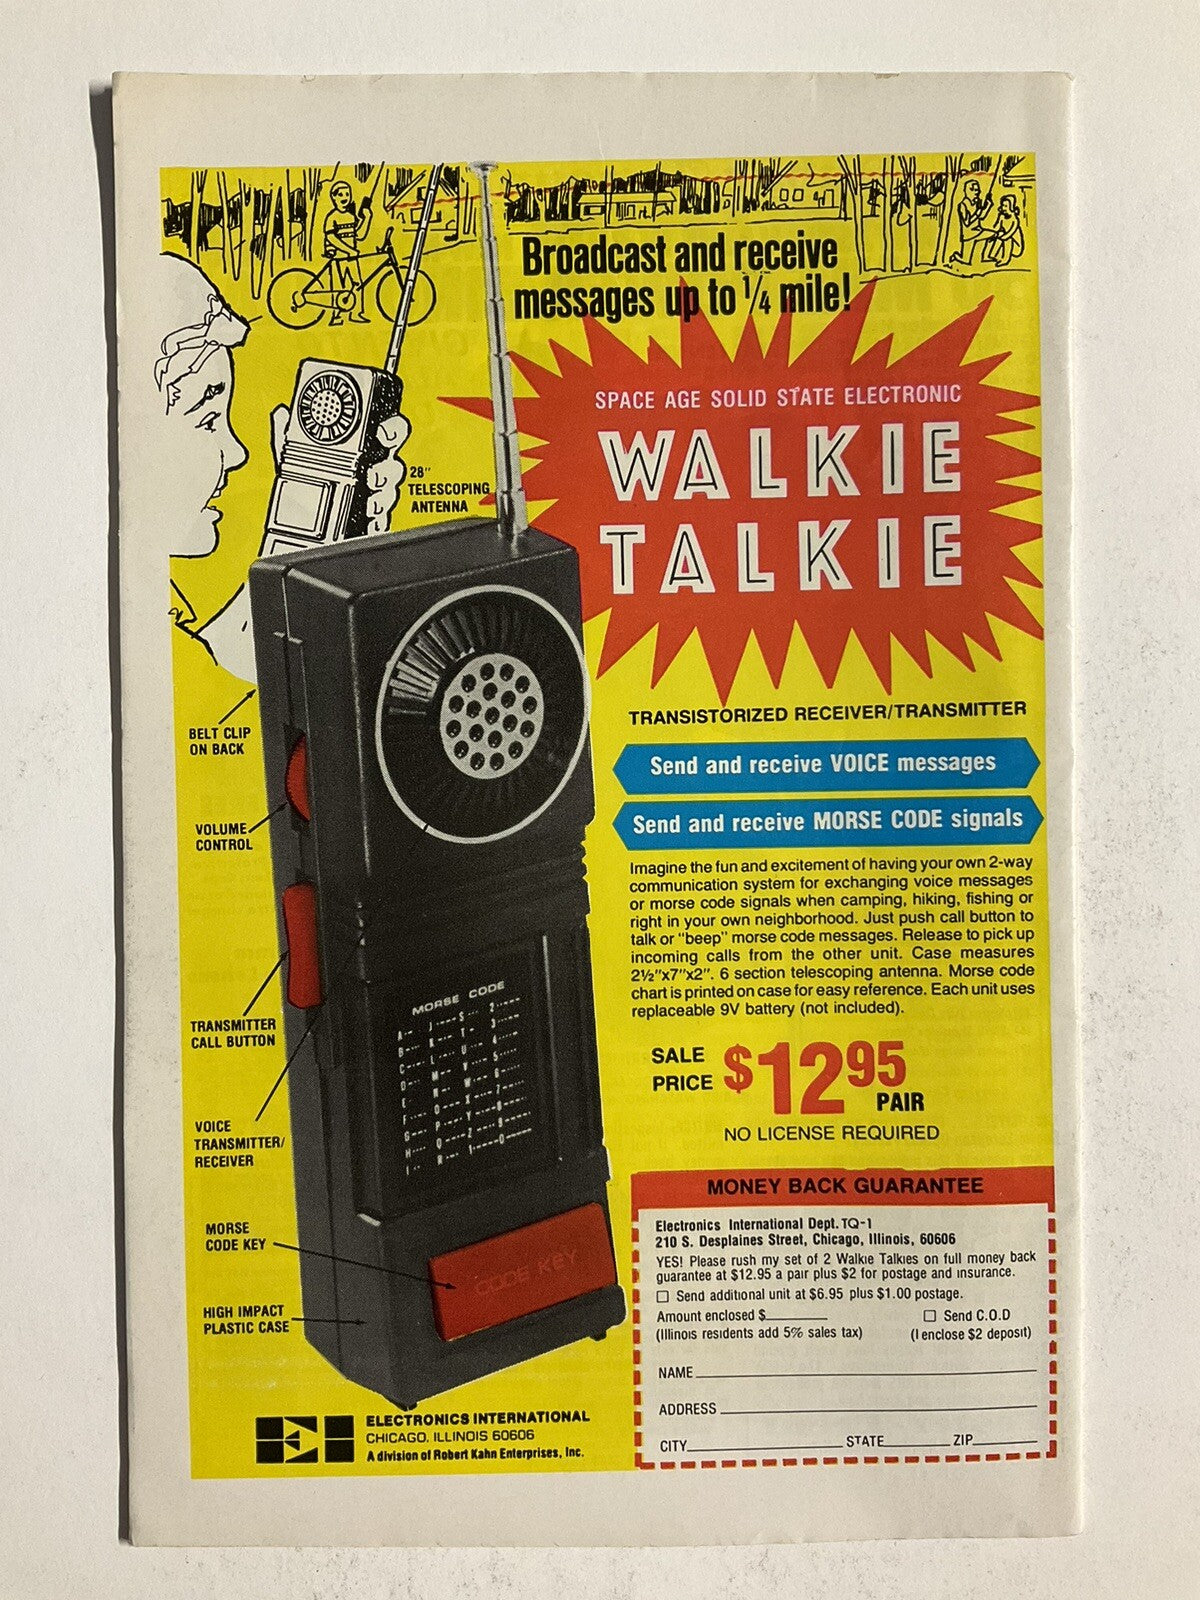 Broadcast and receive
messages up to 1/4 mile!
SPACE AGE SOLID STATE ELECTRONIC
WALKIE
TALKIE
28"
TELESCOPING
ANTENNA
TRANSISTORIZED RECEIVER/TRANSMITTER
Send and receive VOICE messages
Send and receive MORSE CODE signals
Imagine the fun and excitement of having your own 2-way
communication system for exchanging voice messages
or morse code signals when camping, hiking, fishing or
right in your own neighborhood. Just push call button to
talk or "beep" morse code messages. Release to pick up
incoming calls from the other unit. Case measures
2½"x7"x2". 6 section telescoping antenna. Morse code
chart is printed on case for easy reference. Each unit uses
replaceable 9V battery (not included).
BELT CLIP
ON BACK
VOLUME
CONTROL
TRANSMITTER
CALL BUTTON
VOICE
TRANSMITTER/
RECEIVER
MORSE
CODE KEY
HIGH IMPACT
PLASTIC CASE
MORSE CODE
CODE KEY
SALE
PRICE $12.95
PAIR
NO LICENSE REQUIRED
MONEY BACK GUARANTEE
Electronics International Dept. TQ-1
210 S. Desplaines Street, Chicago, Illinois, 60606
YES! Please rush my set of 2 Walkie Talkies on full money back
guarantee at $12.95 a pair plus $2 for postage and insurance.
☐ Send additional unit at $6.95 plus $1.00 postage.
Amount enclosed $ ☐ Send C.O.D
(Illinois residents add 5% sales tax) (I enclose $2 deposit)
NAME
ADDRESS
CITY STATE ZIP
ELECTRONICS INTERNATIONAL
CHICAGO, ILLINOIS 60606
A division of Robert Kahn Enterprises, Inc.